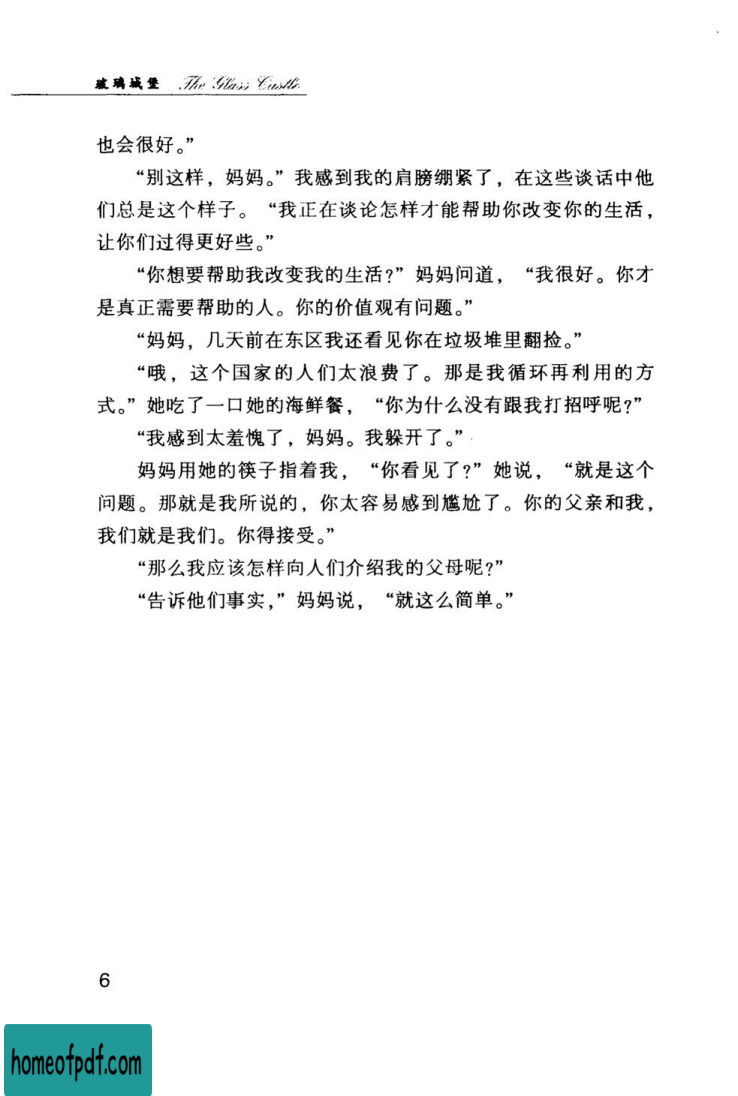 玻璃城堡 The Glass Castle
也会很好。”
“别这样，妈妈。”我感到我的肩膀绷紧了，在这些谈话中他
们总是这个样子。“我正在谈论怎样才能帮助你改变你的生活，
让你们过得更好些。”
“你想要帮助我改变我的生活?”妈妈问道，“我很好。你才
是真正需要帮助的人。你的价值观有问题。”
“妈妈，几天前在东区我还看见你在垃圾堆里翻捡。”
“哦，这个国家的人们太浪费了。那是我循环再利用的方
式。”她吃了一口她的海鲜餐，“你为什么没有跟我打招呼呢?”
“我感到太羞愧了，妈妈。我躲开了。”
妈妈用她的筷子指着我，“你看见了?”她说，“就是这个
问题。那就是我所说的，你太容易感到尴尬了。你的父亲和我，
我们就是我们。你得接受。”
“那么我应该怎样向人们介绍我的父母呢?”
“告诉他们事实，”妈妈说，“就这么简单。”
6
homeofpdf.com